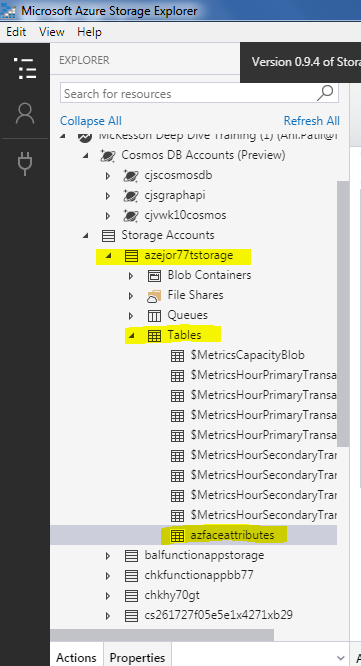 Microsoft Azure Storage Explorer
Edit View Help
EXPLORER
Version 0.9.4 of Stora
Search for resources
Collapse All Refresh All
McKesson Deep Dive Training (1) (Ani.Patil@
Cosmos DB Accounts (Preview)
cjscosmosdb
cjsgraphapi
cjvwk10cosmos
Storage Accounts
azejor77tstorage
Blob Containers
File Shares
Queues
Tables
$MetricsCapacityBlob
$MetricsHourPrimaryTransa
$MetricsHourPrimaryTransa
$MetricsHourPrimaryTransa
$MetricsHourPrimaryTransa
$MetricsHourSecondaryTran
$MetricsHourSecondaryTran
$MetricsHourSecondaryTran
$MetricsHourSecondaryTran
azfaceattributes
balfunctionappstorage
chkfunctionappbb77
chkhy70gt
cs261727f05e5e1x4271xb29
Actions Properties